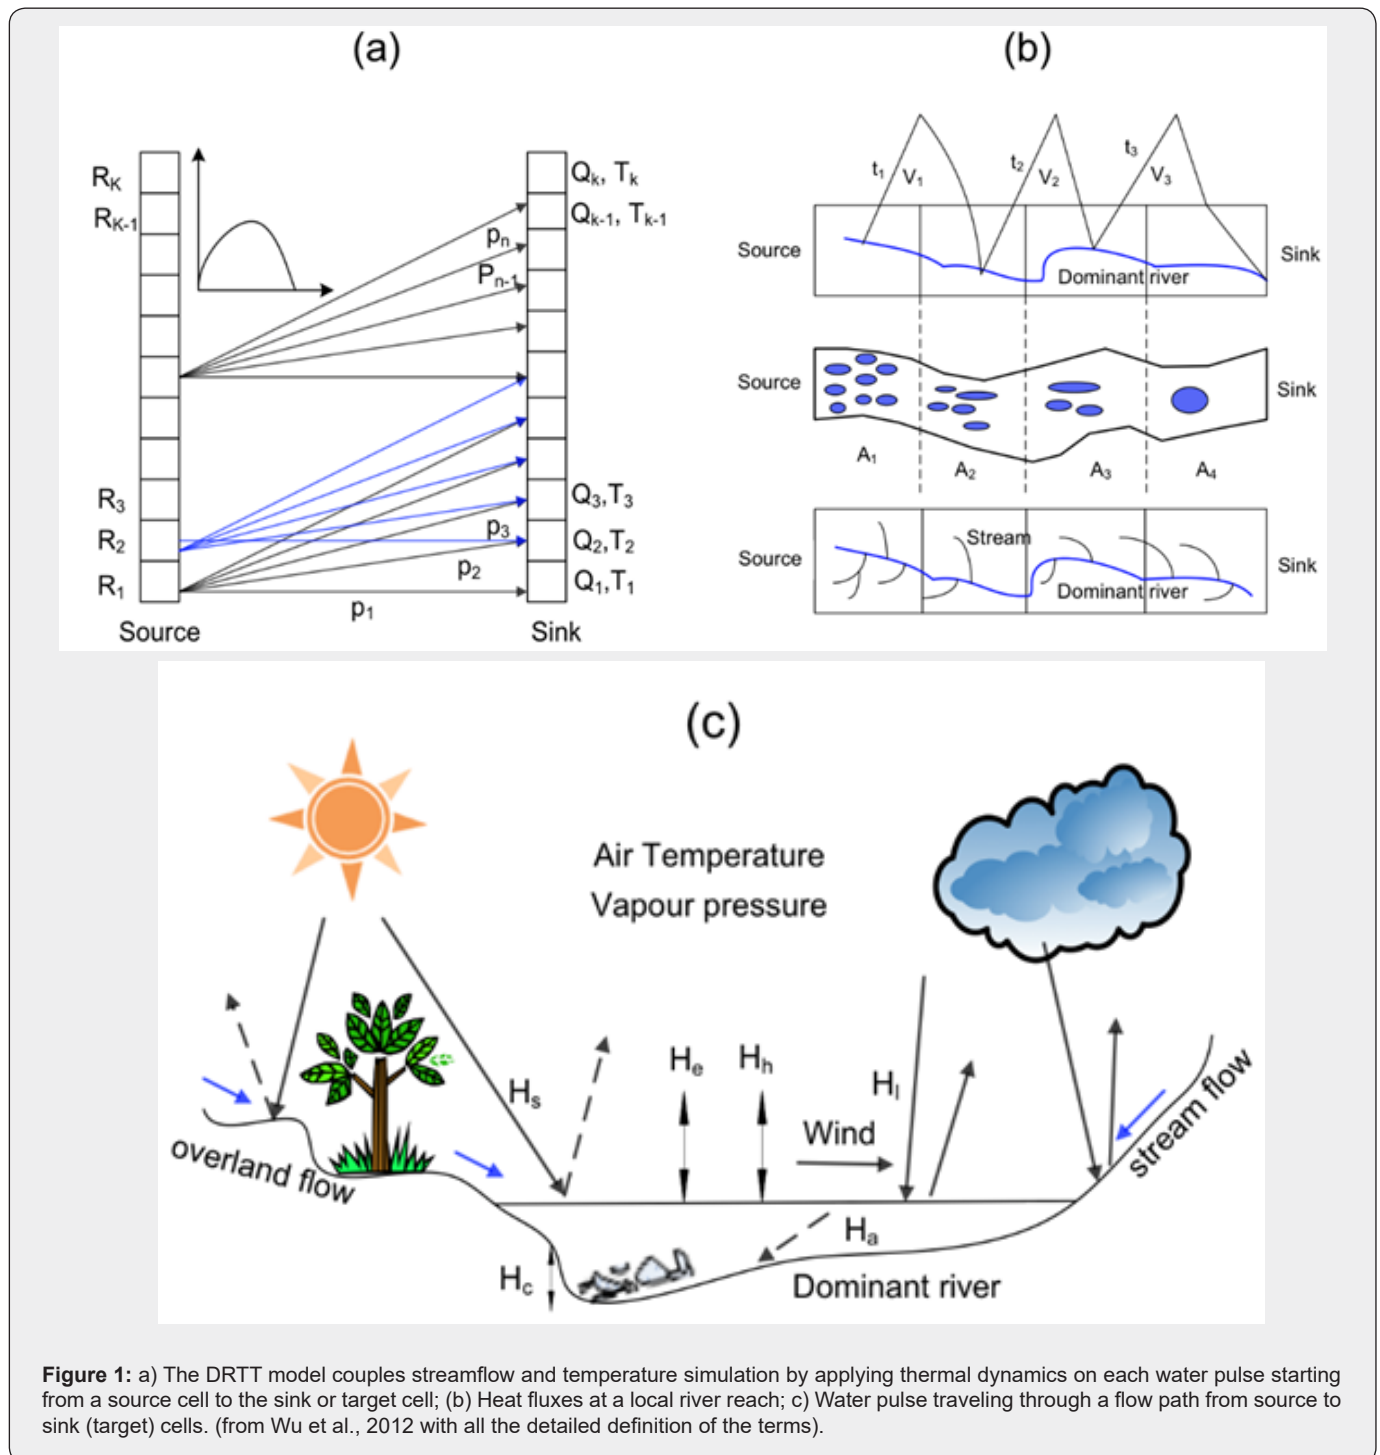 (a)
(b)
R_K
R_K-1
R_3
R_2
R_1
Source
p_n
P_n-1
p_3
p_2
p_1
Q_k, T_k
Q_k-1, T_k-1
Q_3,T_3
Q_2,T_2
Q_1,T_1
Sink
t_1 V_1
t_2 V_2
t_3 V_3
Source
Dominant river
Sink
Source
Sink
A_1
A_2
A_3
A_4
Source
Stream
Dominant river
Sink
(c)
Air Temperature
Vapour pressure
H_s
H_e
H_h
H_l
Wind
overland flow
stream flow
H_a
H_c
Dominant river
Figure 1: a) The DRTT model couples streamflow and temperature simulation by applying thermal dynamics on each water pulse starting
from a source cell to the sink or target cell; (b) Heat fluxes at a local river reach; c) Water pulse traveling through a flow path from source to
sink (target) cells. (from Wu et al., 2012 with all the detailed definition of the terms).